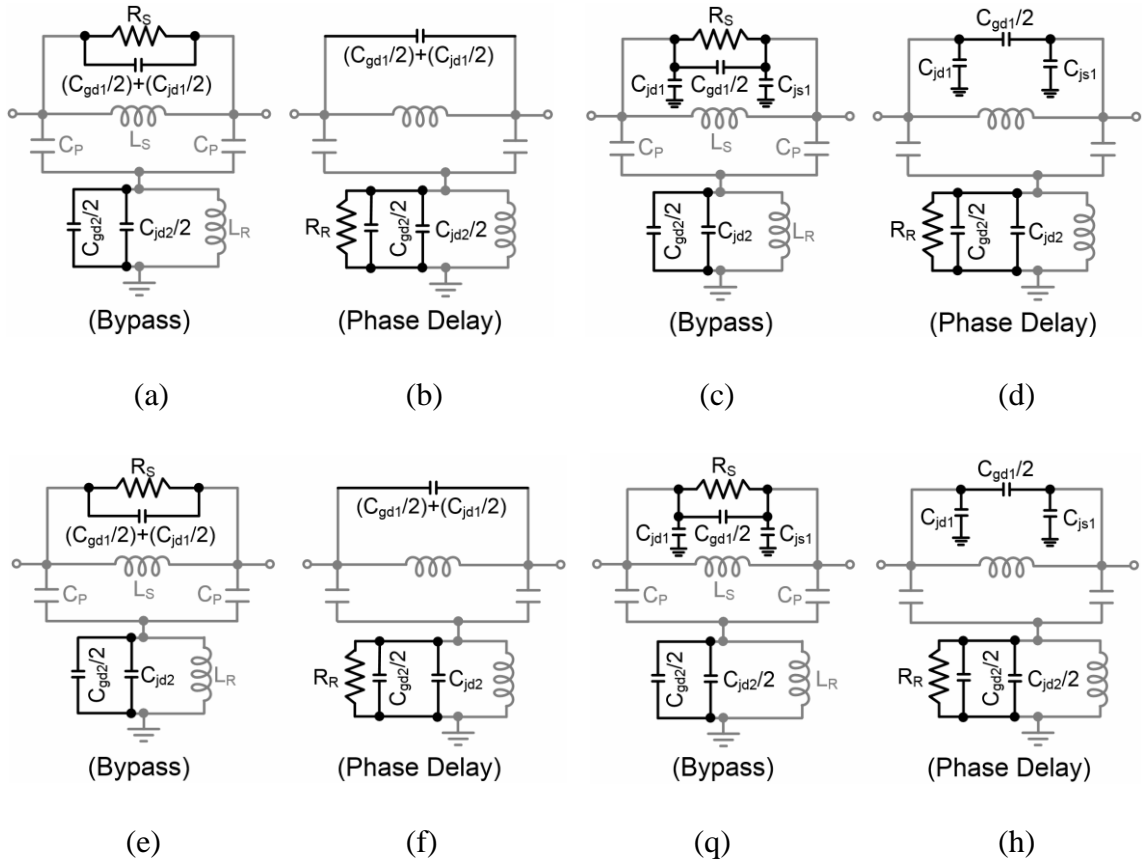 R_S
(C_gd1/2)+(C_jd1/2)
L_S
C_P
C_P
C_gd2/2
C_jd2/2
L_R
(Bypass)
(a)
(C_gd1/2)+(C_jd1/2)
R_R
C_gd2/2
C_jd2/2
(Phase Delay)
(b)
R_S
C_jd1
C_gd1/2
C_js1
L_S
C_P
C_P
C_gd2/2
C_jd2
L_R
(Bypass)
(c)
C_gd1/2
C_jd1
C_js1
R_R
C_gd2/2
C_jd2
(Phase Delay)
(d)
R_S
(C_gd1/2)+(C_jd1/2)
L_S
C_P
C_P
C_gd2/2
C_jd2
L_R
(Bypass)
(e)
(C_gd1/2)+(C_jd1/2)
R_R
C_gd2/2
C_jd2
(Phase Delay)
(f)
R_S
C_jd1
C_gd1/2
C_js1
L_S
C_P
C_P
C_gd2/2
C_jd2/2
L_R
(Bypass)
(q)
C_gd1/2
C_jd1
C_js1
R_R
C_gd2/2
C_jd2/2
(Phase Delay)
(h)